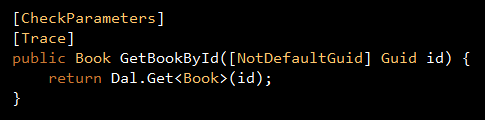 [CheckParameters]
[Trace]
public Book GetBookById([NotDefaultGuid] Guid id) {
    return Dal.Get<Book>(id);
}